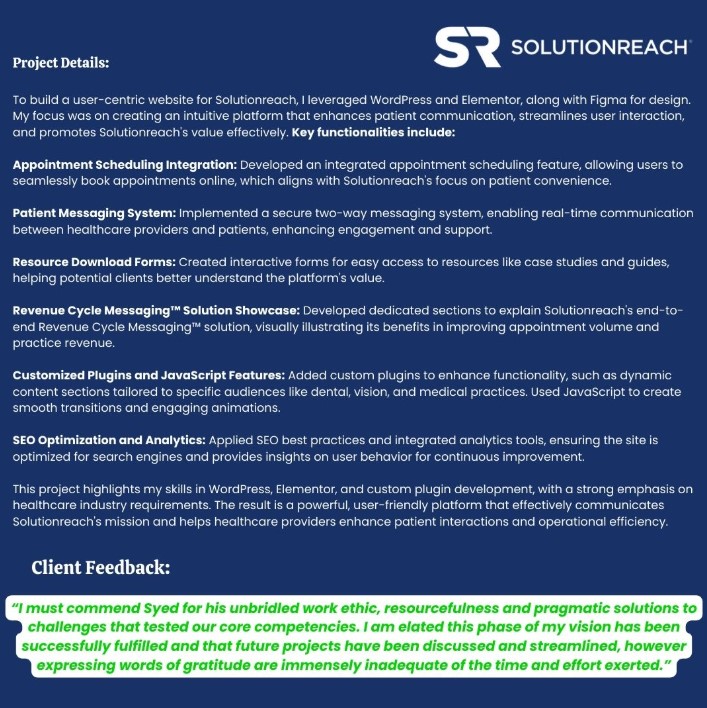 SR SOLUTIONREACH®
Project Details:
To build a user-centric website for Solutionreach, I leveraged WordPress and Elementor, along with Figma for design.
My focus was on creating an intuitive platform that enhances patient communication, streamlines user interaction,
and promotes Solutionreach's value effectively. Key functionalities include:
Appointment Scheduling Integration: Developed an integrated appointment scheduling feature, allowing users to
seamlessly book appointments online, which aligns with Solutionreach's focus on patient convenience.
Patient Messaging System: Implemented a secure two-way messaging system, enabling real-time communication
between healthcare providers and patients, enhancing engagement and support.
Resource Download Forms: Created interactive forms for easy access to resources like case studies and guides,
helping potential clients better understand the platform's value.
Revenue Cycle Messaging™ Solution Showcase: Developed dedicated sections to explain Solutionreach's end-to-
end Revenue Cycle Messaging™ solution, visually illustrating its benefits in improving appointment volume and
practice revenue.
Customized Plugins and JavaScript Features: Added custom plugins to enhance functionality, such as dynamic
content sections tailored to specific audiences like dental, vision, and medical practices. Used JavaScript to create
smooth transitions and engaging animations.
SEO Optimization and Analytics: Applied SEO best practices and integrated analytics tools, ensuring the site is
optimized for search engines and provides insights on user behavior for continuous improvement.
This project highlights my skills in WordPress, Elementor, and custom plugin development, with a strong emphasis on
healthcare industry requirements. The result is a powerful, user-friendly platform that effectively communicates
Solutionreach's mission and helps healthcare providers enhance patient interactions and operational efficiency.
Client Feedback:
“I must commend Syed for his unbridled work ethic, resourcefulness and pragmatic solutions to
challenges that tested our core competencies. I am elated this phase of my vision has been
successfully fulfilled and that future projects have been discussed and streamlined, however
expressing words of gratitude are immensely inadequate of the time and effort exerted.”